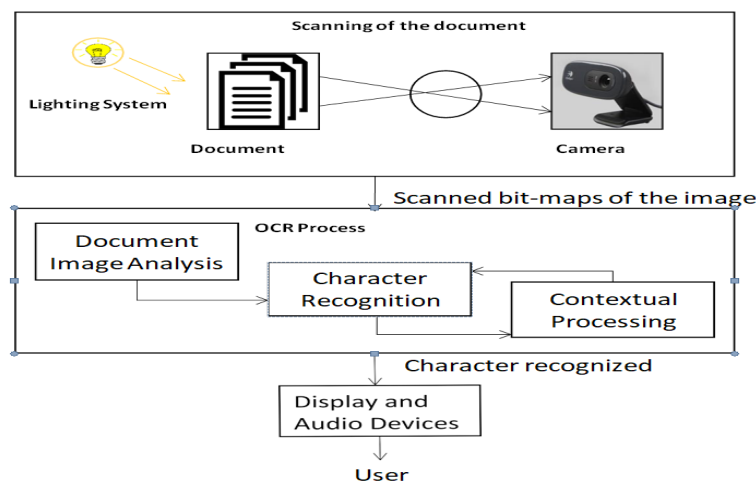 Scanning of the document
Lighting System
Document
Camera
Scanned bit-maps of the image
OCR Process
Document
Image Analysis
Character
Recognition
Contextual
Processing
Character recognized
Display and
Audio Devices
User